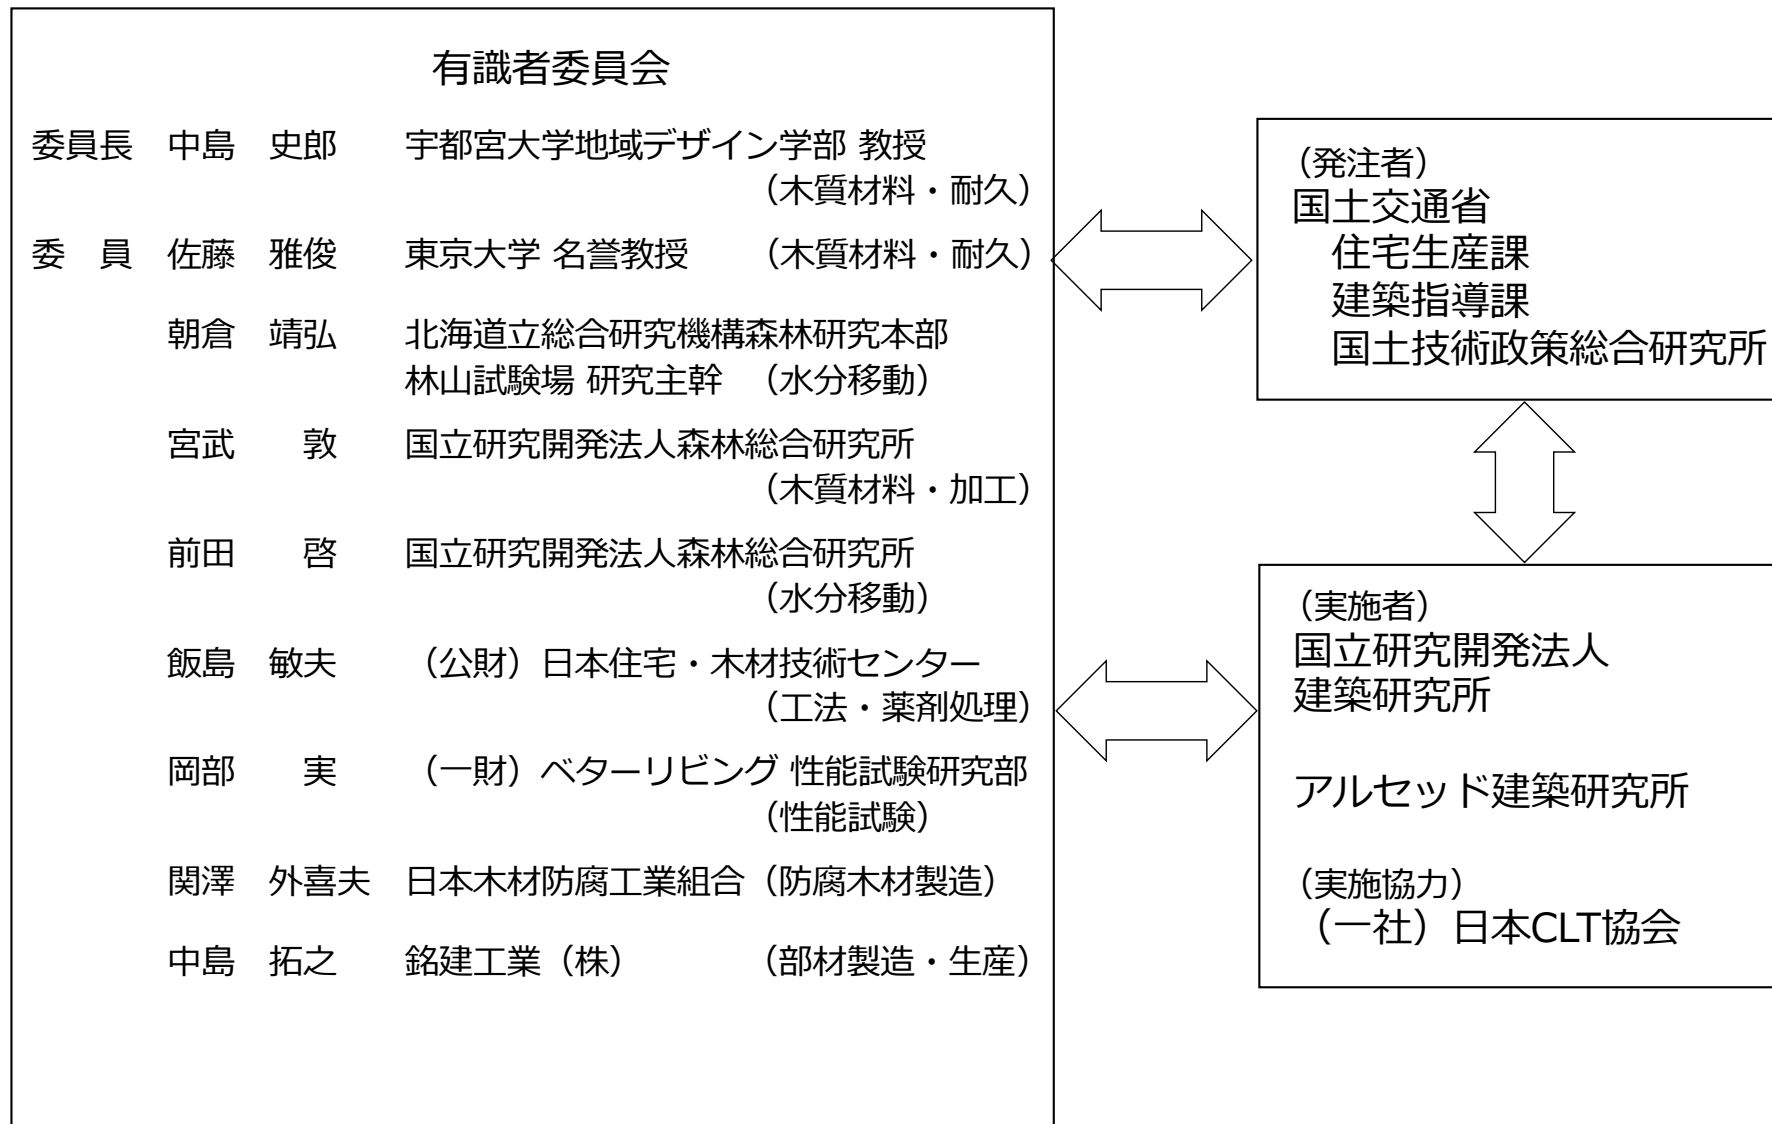 有識者委員会
委員長 中島 史郎 宇都宮大学地域デザイン学部 教授
（木質材料・耐久）
委 員 佐藤 雅俊 東京大学 名誉教授 （木質材料・耐久）
朝倉 靖弘 北海道立総合研究機構森林研究本部
林山試験場 研究主幹 （水分移動）
宮武 敦 国立研究開発法人森林総合研究所
（木質材料・加工）
前田 啓 国立研究開発法人森林総合研究所
（水分移動）
飯島 敏夫 （公財）日本住宅・木材技術センター
（工法・薬剤処理）
岡部 実 （一財）ベターリビング 性能試験研究部
（性能試験）
関澤 外喜夫 日本木材防腐工業組合（防腐木材製造）
中島 拓之 銘建工業（株） （部材製造・生産）
（発注者）
国土交通省
住宅生産課
建築指導課
国土技術政策総合研究所
（実施者）
国立研究開発法人
建築研究所
アルセッド建築研究所
（実施協力）
（一社）日本CLT協会